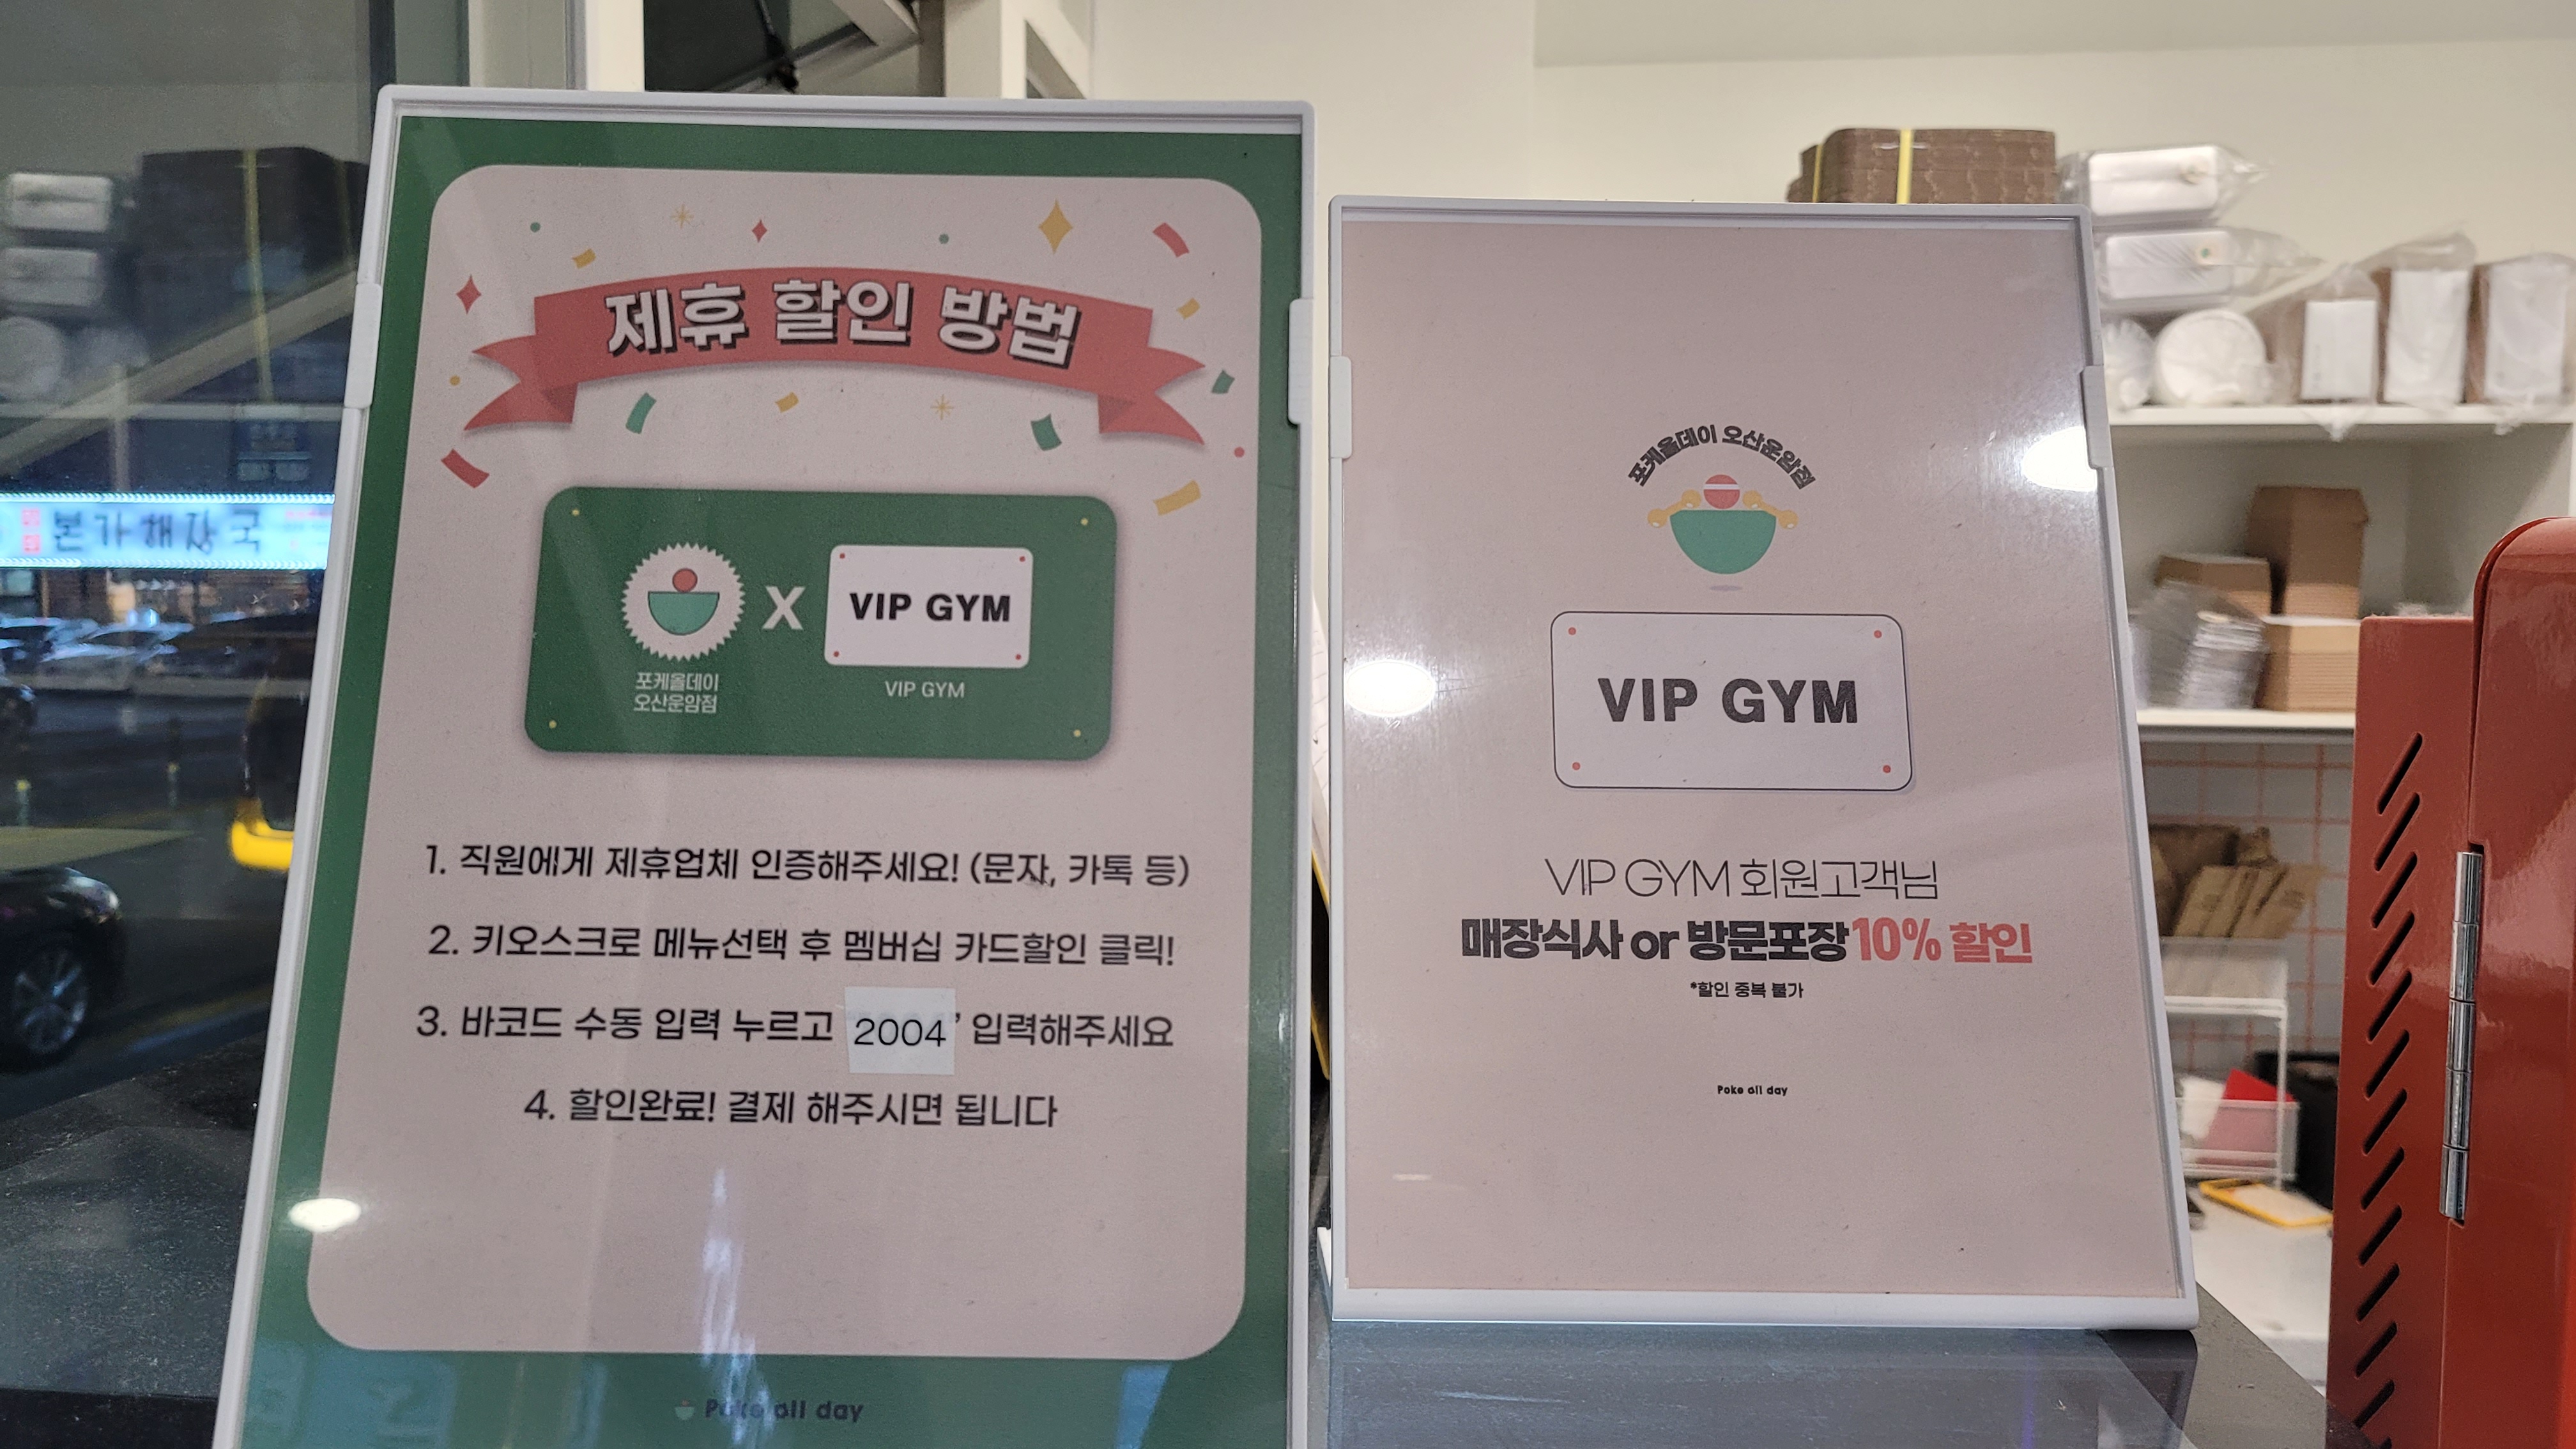 제휴 할인 방법
X
VIP GYM
포케올데이
오산운암점
VIP GYM
1. 직원에게 제휴업체 인증해주세요! (문자, 카톡 등)
2. 키오스크로 메뉴선택 후 멤버십 카드할인 클릭!
3. 바코드 수동 입력 누르고 2004’ 입력해주세요
4. 할인완료! 결제 해주시면 됩니다
Poke all day
포케올데이 오산운암점
VIP GYM
VIP GYM 회원고객님
매장식사 or 방문포장 10% 할인
*할인 중복 불가
Poke all day
본가해장국